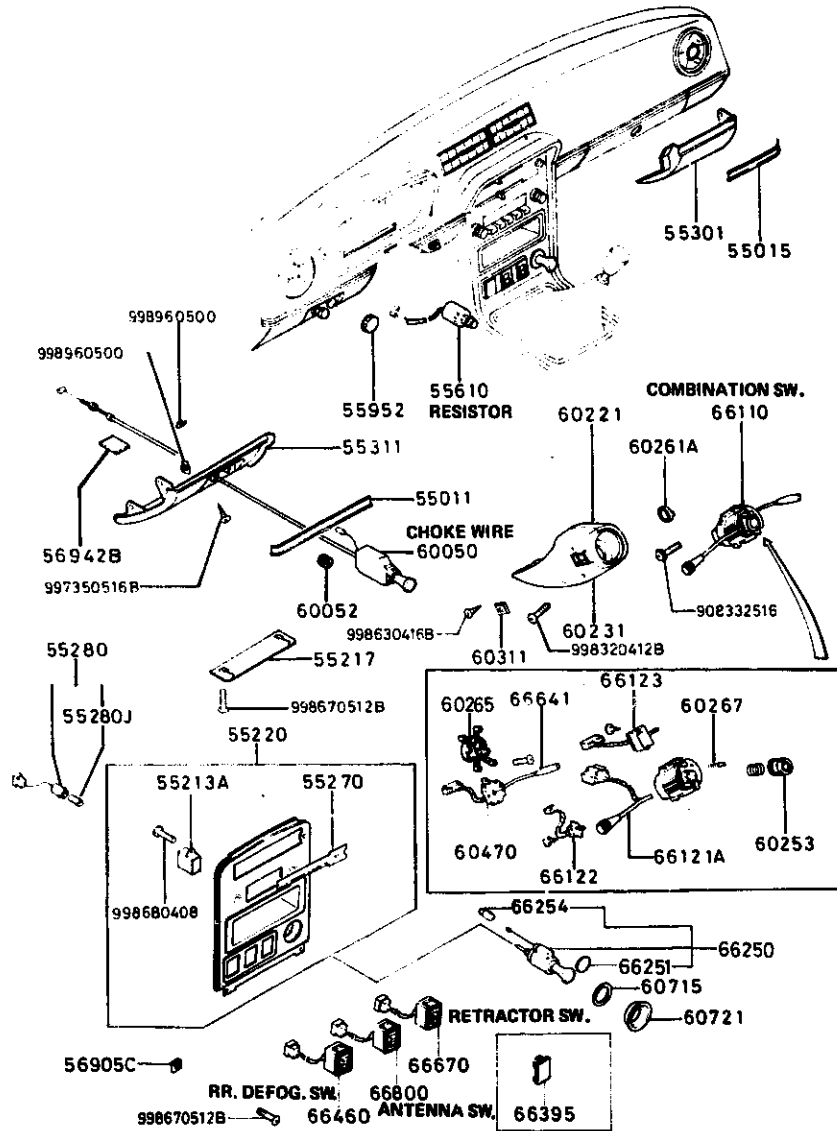 55301
55015
998960500
998960500
55952
55610
RESISTOR
COMBINATION SW.
60221
66110
60261A
55311
55011
56942B
CHOKE WIRE
60050
997350516B
60052
908332516
998630416B
60231
60311
998320412B
55280
55217
998670512B
55280J
55220
66123
60265
66641
60267
55213A
55270
60470
66122
66121A
60253
998680408
66254
66250
66251
60715
60721
RETRACTOR SW.
56905C
66670
RR. DEFOG. SW.
66800
66460
ANTENNA SW.
66395
998670512B